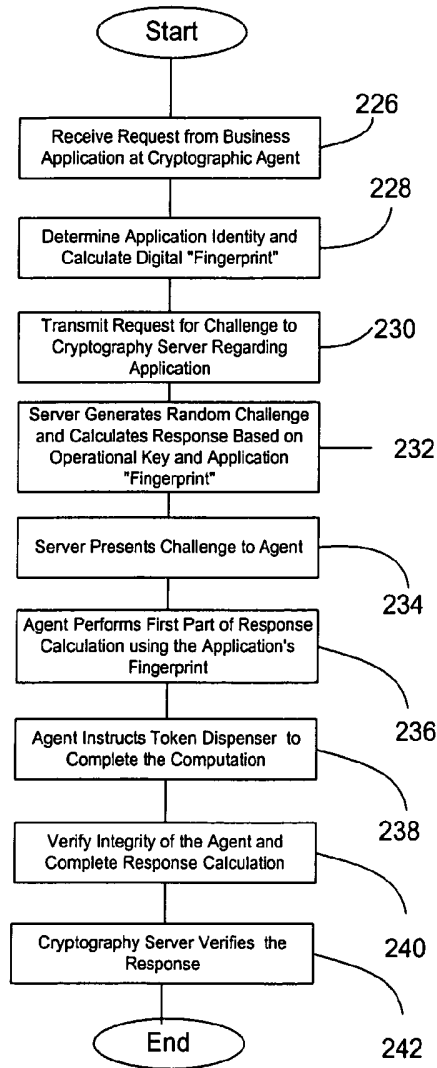 Start
226
Receive Request from Business
Application at Cryptographic Agent
228
Determine Application Identity and
Calculate Digital "Fingerprint"
230
Transmit Request for Challenge to
Cryptography Server Regarding
Application
232
Server Generates Random Challenge
and Calculates Response Based on
Operational Key and Application
"Fingerprint"
Server Presents Challenge to Agent
234
Agent Performs First Part of Response
Calculation using the Application's
Fingerprint
236
Agent Instructs Token Dispenser to
Complete the Computation
238
Verify Integrity of the Agent and
Complete Response Calculation
240
Cryptography Server Verifies the
Response
242
End